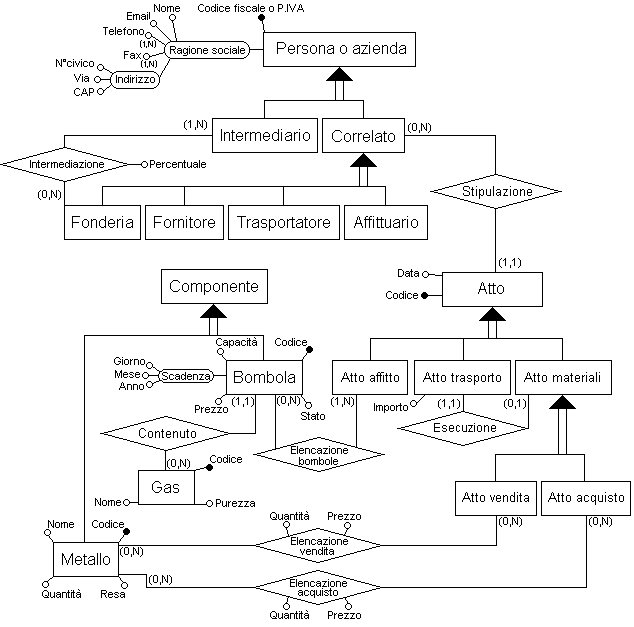 Nome
Codice fiscale o P.IVA
Email
Telefono
(1,N)
Ragione sociale
Persona o azienda
Fax
(1,N)
N°civico
Via
Indirizzo
CAP
(1,N)
Intermediario
Correlato
(0,N)
Intermediazione
Percentuale
(0,N)
Stipulazione
Fonderia
Fornitore
Trasportatore
Affittuario
(1,1)
Data
Codice
Atto
Componente
Capacità
Codice
Giorno
Mese
Anno
Scadenza
Bombola
Atto affitto
Atto trasporto
Atto materiali
Prezzo
(1,1)
(0,N)
Stato
(1,N)
Importo
(1,1)
(0,1)
Contenuto
Esecuzione
Elencazione
bombole
(0,N)
Codice
Gas
Nome
Purezza
Atto vendita
Atto acquisto
(0,N)
(0,N)
Nome
Codice
Quantità
Prezzo
Metallo
(0,N)
Elencazione
vendita
(0,N)
Elencazione
acquisto
Quantità
Resa
Quantità
Prezzo